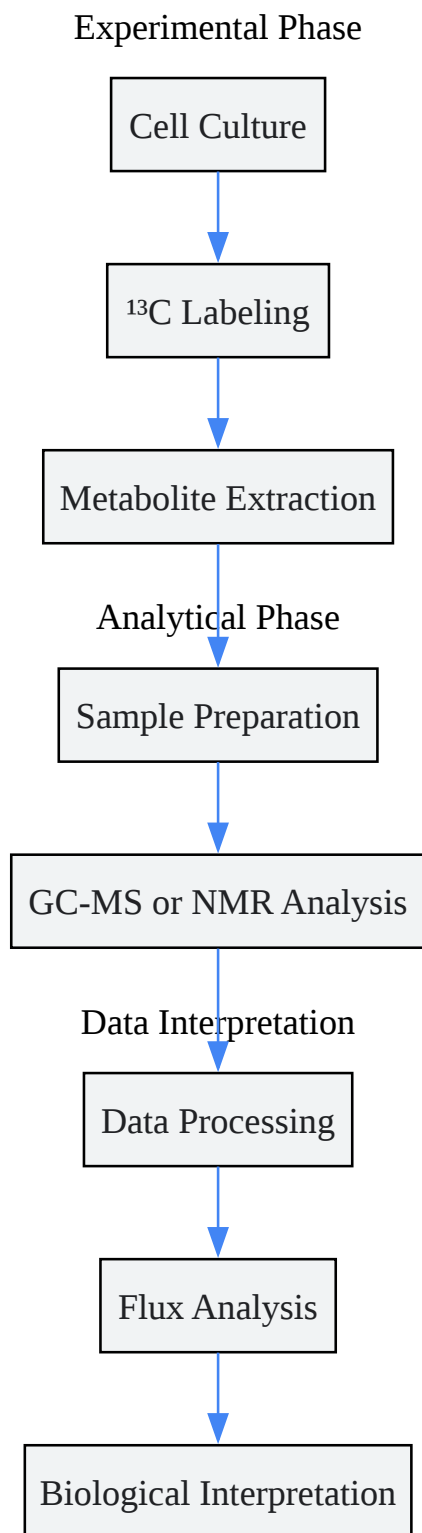 Experimental Phase
Cell Culture
¹³C Labeling
Metabolite Extraction
Analytical Phase
Sample Preparation
GC-MS or NMR Analysis
Data Interpretation
Data Processing
Flux Analysis
Biological Interpretation